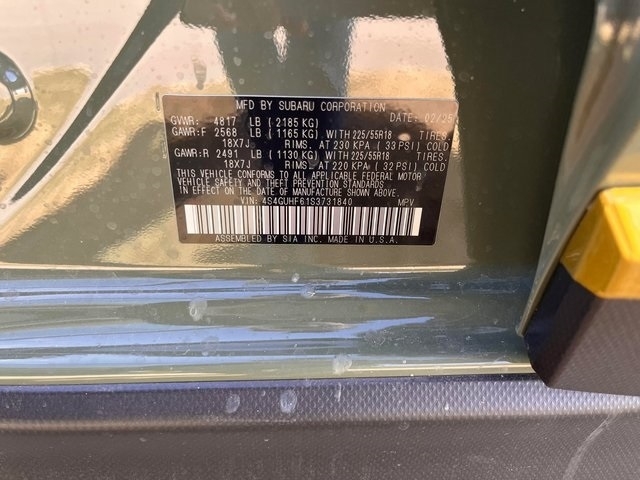 MFD BY SUBARU CORPORATION
GVWR: 4817 LB ( 2185 KG) DATE: 02/25
GAWR:F 2568 LB ( 1165 KG) WITH 225/55R18 TIRES.
18X7J RIMS. AT 230 KPA ( 33 PSI) COLD
GAWR:R 2491 LB ( 1130 KG) WITH 225/55R18 TIRES.
18X7J RIMS. AT 220 KPA ( 32 PSI) COLD
THIS VEHICLE CONFORMS TO ALL APPLICABLE FEDERAL MOTOR
VEHICLE SAFETY AND THEFT PREVENTION STANDARDS
IN EFFECT ON THE DATE OF MANUFACTURE SHOWN ABOVE.
VIN: 4S4GUHF61S3731840 MPV
ASSEMBLED BY SIA INC. MADE IN U.S.A.